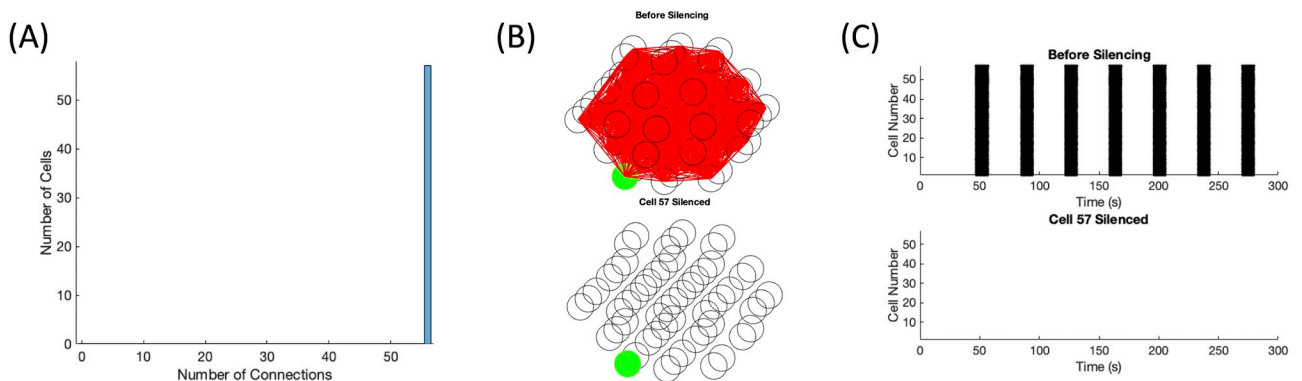 (A)
Number of Cells
50
40
30
20
10
0
0 10 20 30 40 50
Number of Connections
(B)
Before Silencing
Cell 57 Silenced
(C)
Before Silencing
Cell Number
50
40
30
20
10
0 50 100 150 200 250 300
Time (s)
Cell 57 Silenced
Cell Number
50
40
30
20
10
0 50 100 150 200 250 300
Time (s)